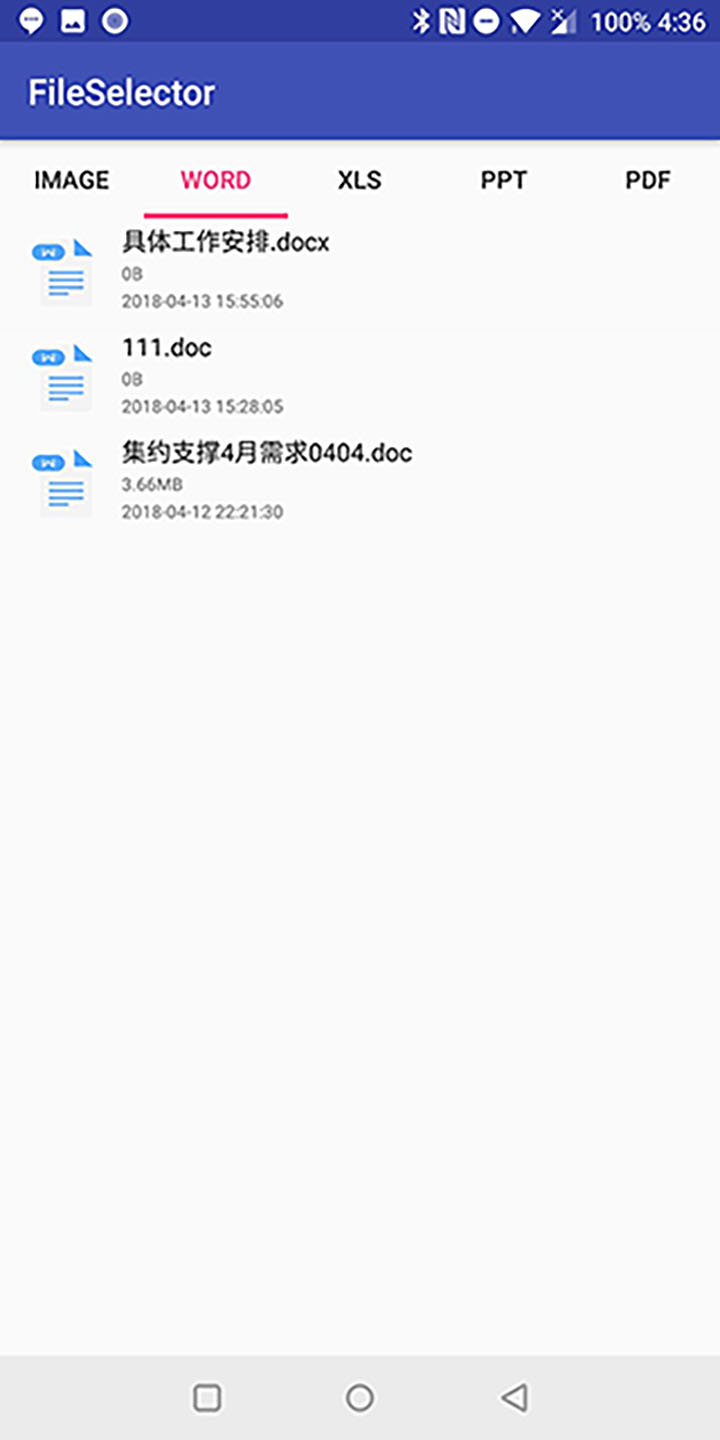 100% 4:36
FileSelector
IMAGE WORD XLS PPT PDF
具体工作安排.docx
0B
2018-04-13 15:55:06
111.doc
0B
2018-04-13 15:28:05
集约支撑4月需求0404.doc
3.66MB
2018-04-12 22:21:30